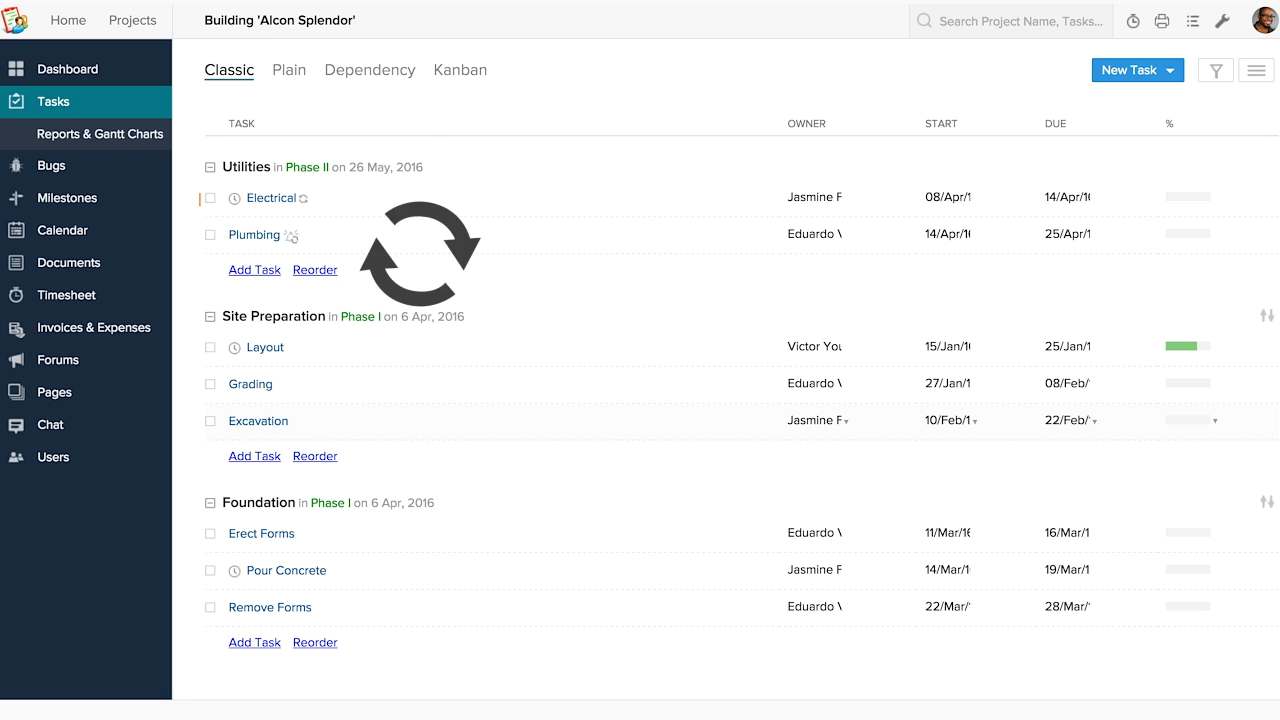 Home Projects Building 'Alcon Splendor' Search Project Name, Tasks...
Dashboard
Tasks
Reports & Gantt Charts
Bugs
Milestones
Calendar
Documents
Timesheet
Invoices & Expenses
Forums
Pages
Chat
Users
Classic Plain Dependency Kanban New Task
TASK OWNER START DUE %
Utilities in Phase II on 26 May, 2016
Electrical Jasmine F 08/Apr/1 14/Apr/1
Plumbing Eduardo 14/Apr/1 25/Apr/1
Add Task Reorder
Site Preparation in Phase I on 6 Apr, 2016
Layout Victor You 15/Jan/1 25/Jan/1
Grading Eduardo 27/Jan/1 08/Feb/
Excavation Jasmine F 10/Feb/1 22/Feb/
Add Task Reorder
Foundation in Phase I on 6 Apr, 2016
Erect Forms Eduardo 11/Mar/1 16/Mar/1
Pour Concrete Jasmine F 14/Mar/1 19/Mar/1
Remove Forms Eduardo 22/Mar/ 28/Mar/
Add Task Reorder